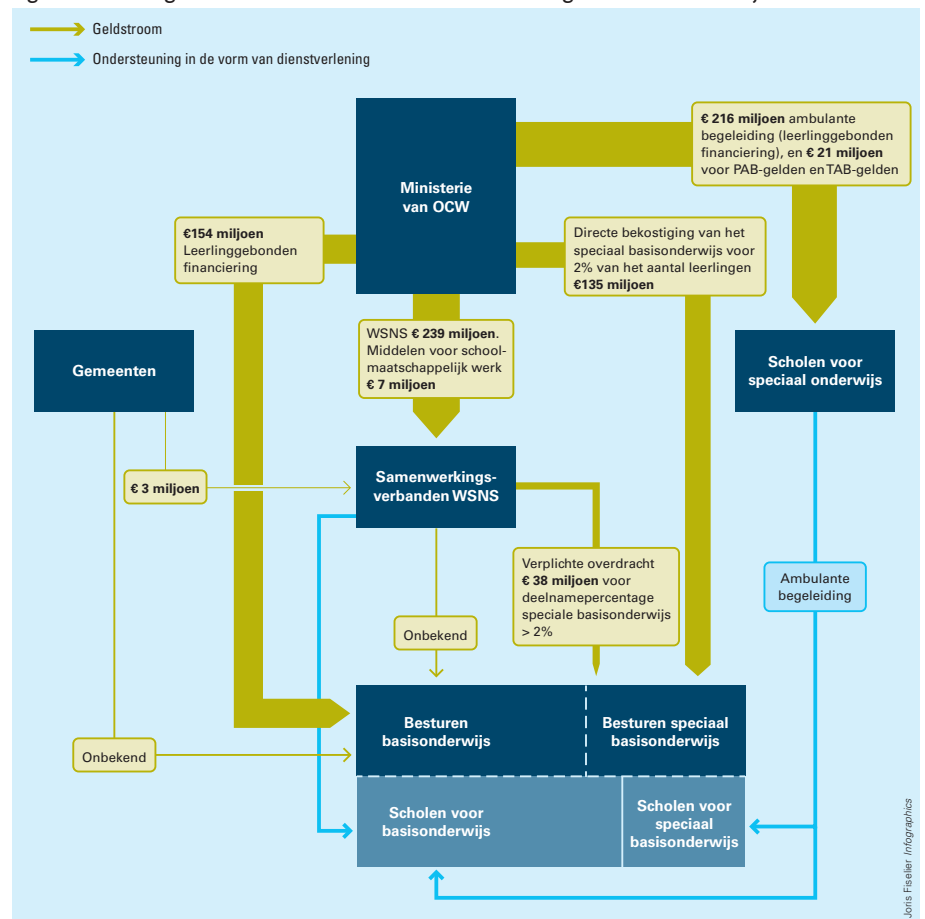 Geldstroom
Ondersteuning in de vorm van dienstverlening
Ministerie
van OCW
€ 216 miljoen ambulante
begeleiding (leerlinggebonden
financiering), en € 21 miljoen
voor PAB-gelden en TAB-gelden
€154 miljoen
Leerlinggebonden
financiering
Directe bekostiging van het
speciaal basisonderwijs voor
2% van het aantal leerlingen
€135 miljoen
WSNS € 239 miljoen.
Middelen voor school-
maatschappelijk werk
€ 7 miljoen
Gemeenten
Scholen voor
speciaal onderwijs
€ 3 miljoen
Samenwerkings-
verbanden WSNS
Verplichte overdracht
€ 38 miljoen voor
deelnamepercentage
speciale basisonderwijs
> 2%
Ambulante
begeleiding
Onbekend
Onbekend
Besturen
basisonderwijs
Besturen speciaal
basisonderwijs
Scholen voor
basisonderwijs
Scholen voor
speciaal
basisonderwijs
Joris Fiselier Infographics